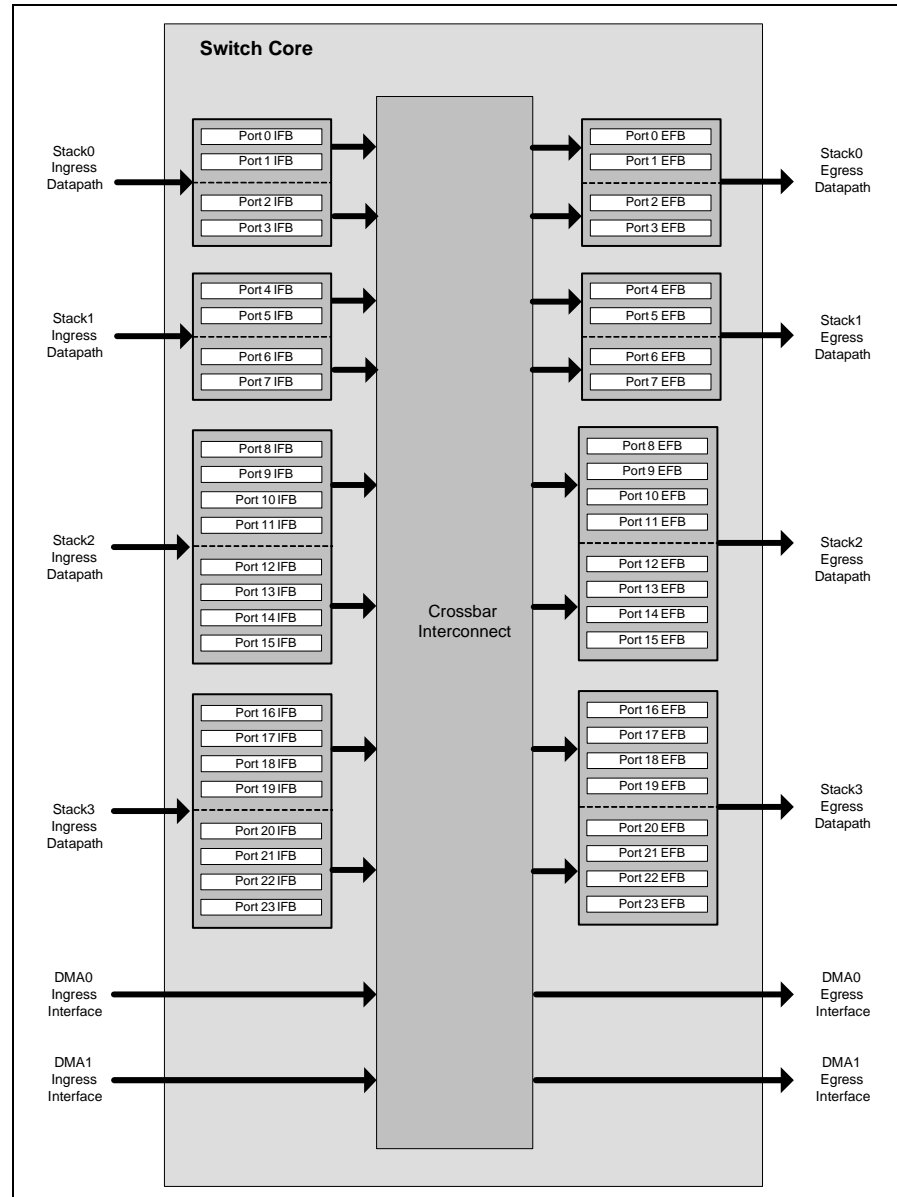 Switch Core
Stack0
Ingress
Datapath
Port 0 IFB
Port 1 IFB
Port 2 IFB
Port 3 IFB
Port 0 EFB
Port 1 EFB
Port 2 EFB
Port 3 EFB
Stack0
Egress
Datapath
Stack1
Ingress
Datapath
Port 4 IFB
Port 5 IFB
Port 6 IFB
Port 7 IFB
Port 4 EFB
Port 5 EFB
Port 6 EFB
Port 7 EFB
Stack1
Egress
Datapath
Stack2
Ingress
Datapath
Port 8 IFB
Port 9 IFB
Port 10 IFB
Port 11 IFB
Port 12 IFB
Port 13 IFB
Port 14 IFB
Port 15 IFB
Crossbar
Interconnect
Port 8 EFB
Port 9 EFB
Port 10 EFB
Port 11 EFB
Port 12 EFB
Port 13 EFB
Port 14 EFB
Port 15 EFB
Stack2
Egress
Datapath
Stack3
Ingress
Datapath
Port 16 IFB
Port 17 IFB
Port 18 IFB
Port 19 IFB
Port 20 IFB
Port 21 IFB
Port 22 IFB
Port 23 IFB
Port 16 EFB
Port 17 EFB
Port 18 EFB
Port 19 EFB
Port 20 EFB
Port 21 EFB
Port 22 EFB
Port 23 EFB
Stack3
Egress
Datapath
DMA0
Ingress
Interface
DMA0
Egress
Interface
DMA1
Ingress
Interface
DMA1
Egress
Interface